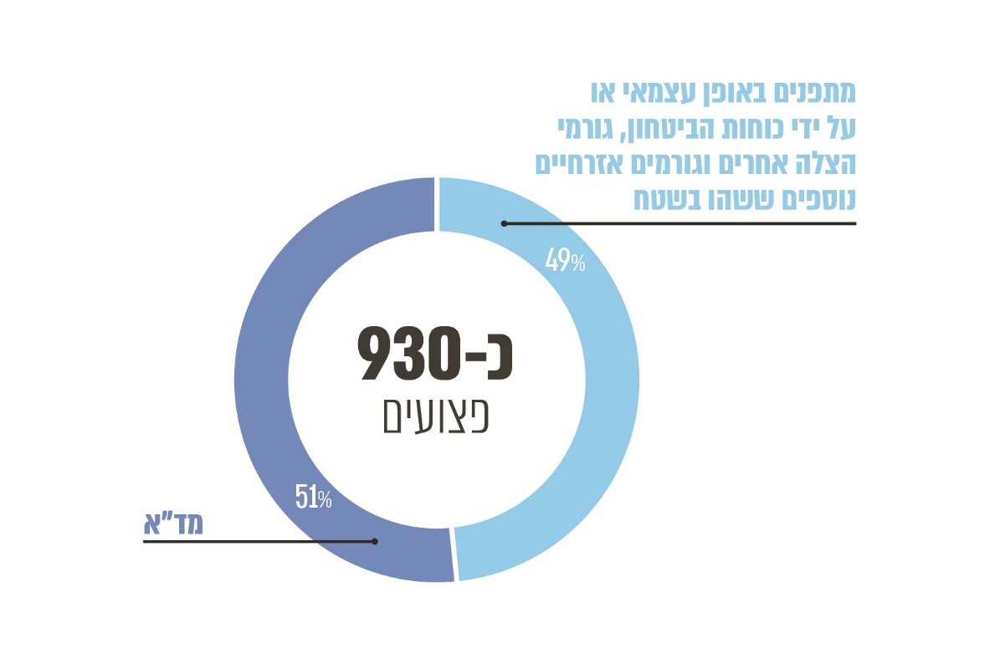 מתפנים באופן עצמאי או
על ידי כוחות הביטחון, גורמי
הצלה אחרים וגורמים אזרחיים
נוספים ששהו בשטח
49%
כ-930
פצועים
51%
מד"א